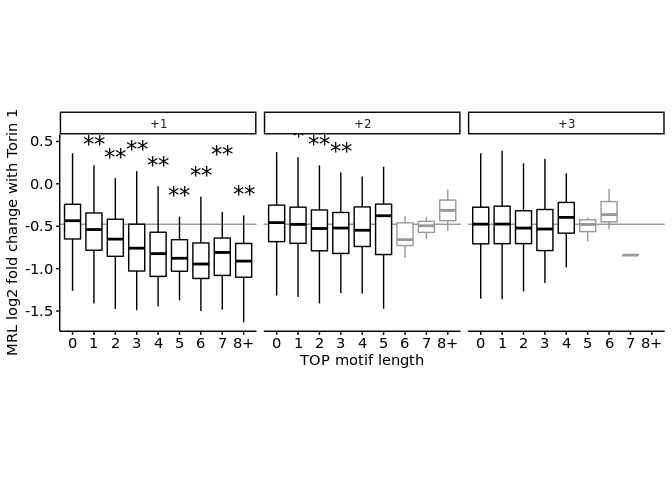 +1 +2 +3
MRL log2 fold change with Torin 1
0.5
0.0
-0.5
-1.0
-1.5
** ** ** ** ** ** ** **
* ** **
0 1 2 3 4 5 6 7 8+ 0 1 2 3 4 5 6 7 8+ 0 1 2 3 4 5 6 7 8+
TOP motif length